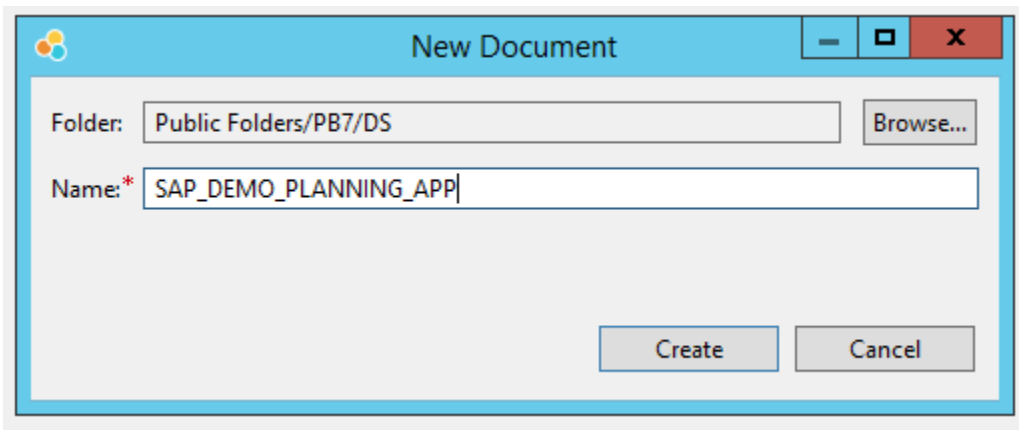 New Document
Folder: Public Folders/PB7/DS Browse...
Name:* SAP_DEMO_PLANNING_APP
Create Cancel